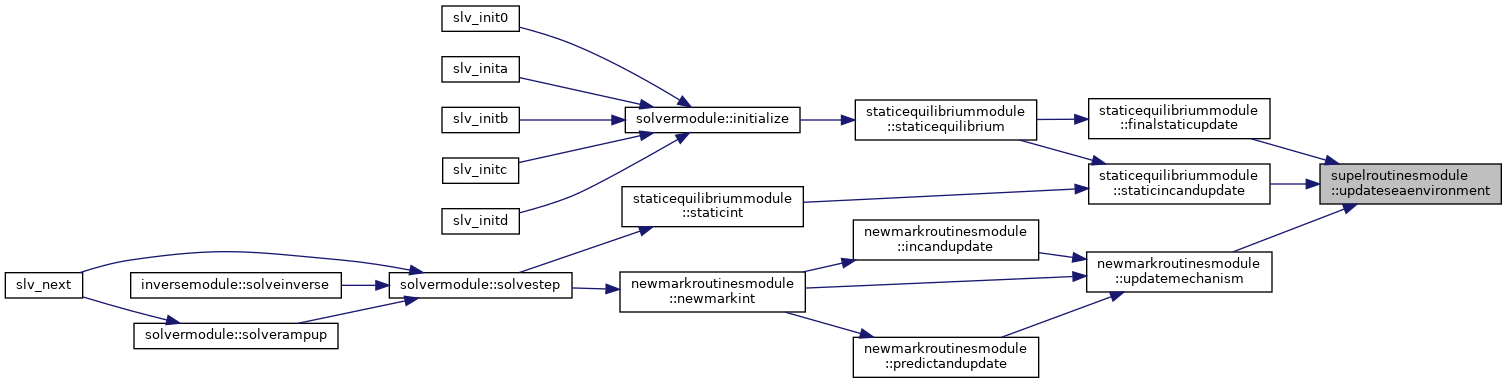 slv_init0
slv_inita
slv_initb
slv_initc
slv_initd
solvermodule::initialize
staticequilibriummodule
::staticequilibrium
staticequilibriummodule
::finalstaticupdate
staticequilibriummodule
::staticincandupdate
supelroutinesmodule
::updateseaenvironment
staticequilibriummodule
::staticint
newmarkroutinesmodule
::incandupdate
newmarkroutinesmodule
::updatemechanism
slv_next
inversemodule::solveinverse
solvermodule::solvestep
newmarkroutinesmodule
::newmarkint
solvermodule::solverampup
newmarkroutinesmodule
::predictandupdate